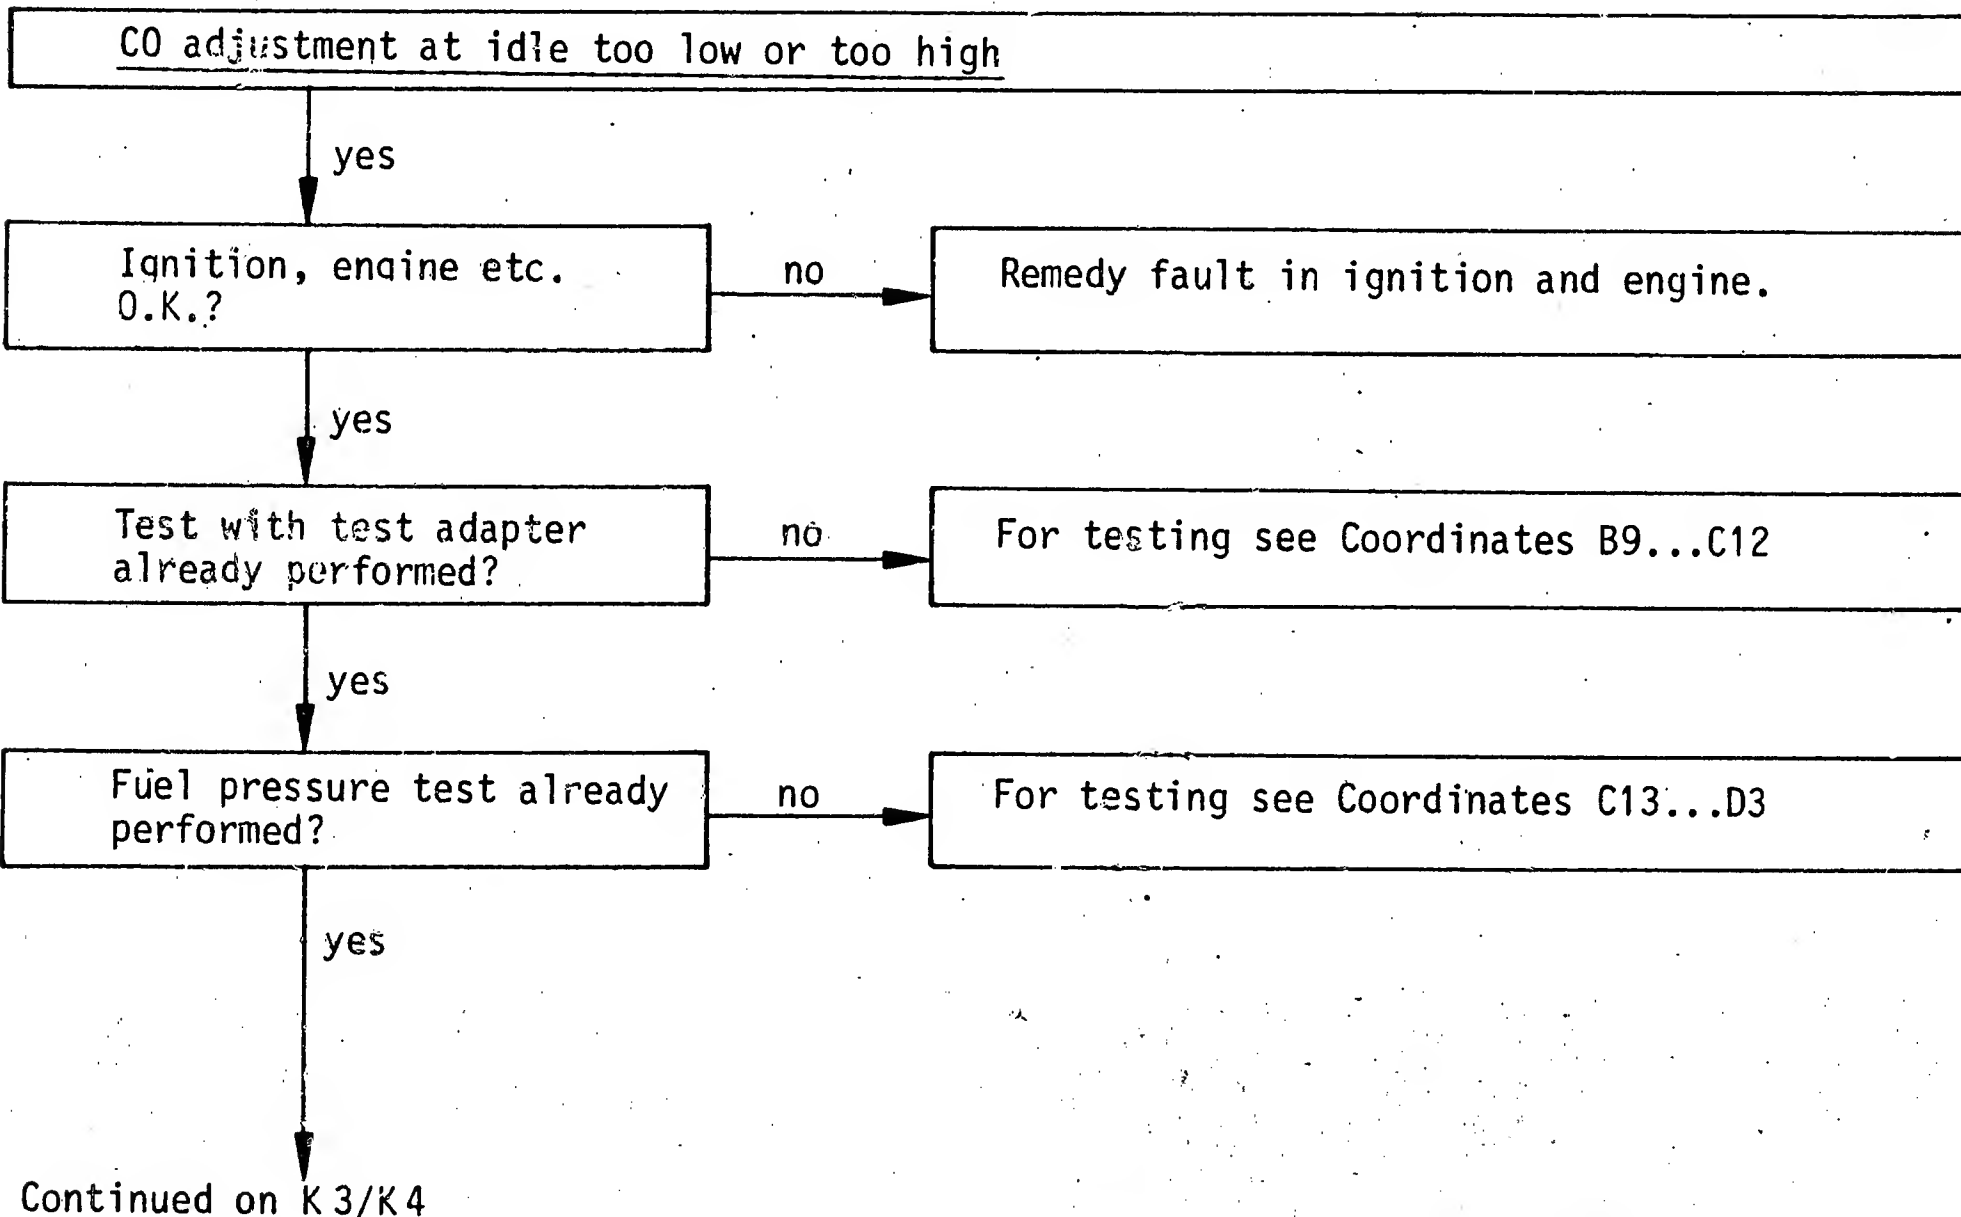 CO adjustment at idle too low or too high
yes
Ignition, engine etc.
O.K.?
no
Remedy fault in ignition and engine.
yes
Test with test adapter
already performed?
no
For testing see Coordinates B9...C12
yes
Fuel pressure test already
performed?
no
For testing see Coordinates C13...D3
yes
Continued on K3/K4